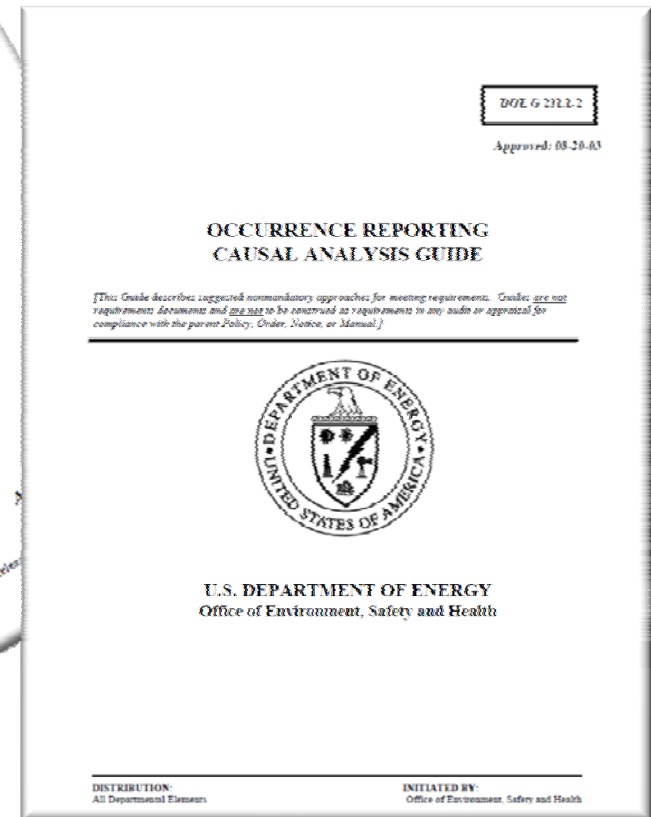 DOE G 231.1-2
Approved: 08-20-03
OCCURRENCE REPORTING
CAUSAL ANALYSIS GUIDE
[This Guide describes suggested nonmandatory approaches for meeting requirements. Guides are not
requirements documents and are not to be construed as requirements in any audit or appraisal for
compliance with the parent Policy, Order, Notice, or Manual.]
DEPARTMENT OF ENERGY
UNITED STATES OF AMERICA
U.S. DEPARTMENT OF ENERGY
Office of Environment, Safety and Health
DISTRIBUTION:
All Departmental Elements
INITIATED BY:
Office of Environment, Safety and Health